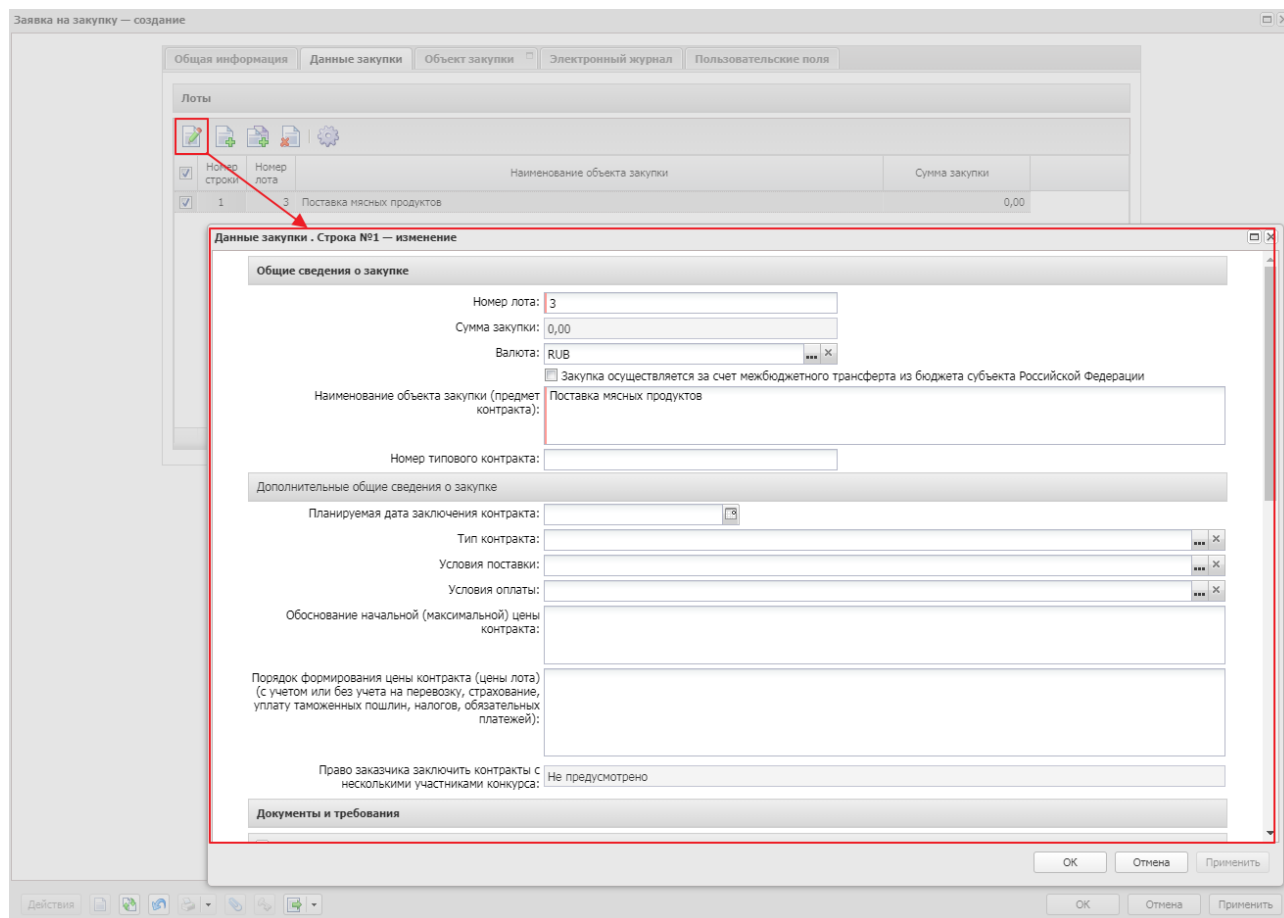 Заявка на закупку — создание
Общая информация Данные закупки Объект закупки Электронный журнал Пользовательские поля
Лоты
Номер строки Номер лота Наименование объекта закупки Сумма закупки
1 3 Поставка мясных продуктов 0,00
Данные закупки . Строка №1 — изменение
Общие сведения о закупке
Номер лота: 3
Сумма закупки: 0,00
Валюта: RUB
Закупка осуществляется за счет межбюджетного трансферта из бюджета субъекта Российской Федерации
Наименование объекта закупки (предмет Поставка мясных продуктов
контракта):
Номер типового контракта:
Дополнительные общие сведения о закупке
Планируемая дата заключения контракта:
Тип контракта:
Условия поставки:
Условия оплаты:
Обоснование начальной (максимальной) цены
контракта:
Порядок формирования цены контракта (цены лота)
(с учетом или без учета на перевозку, страхование,
уплату таможенных пошлин, налогов, обязательных
платежей):
Право заказчика заключить контракты с
несколькими участниками конкурса: Не предусмотрено
Документы и требования
ОК Отмена Применить
Действия ОК Отмена Применить